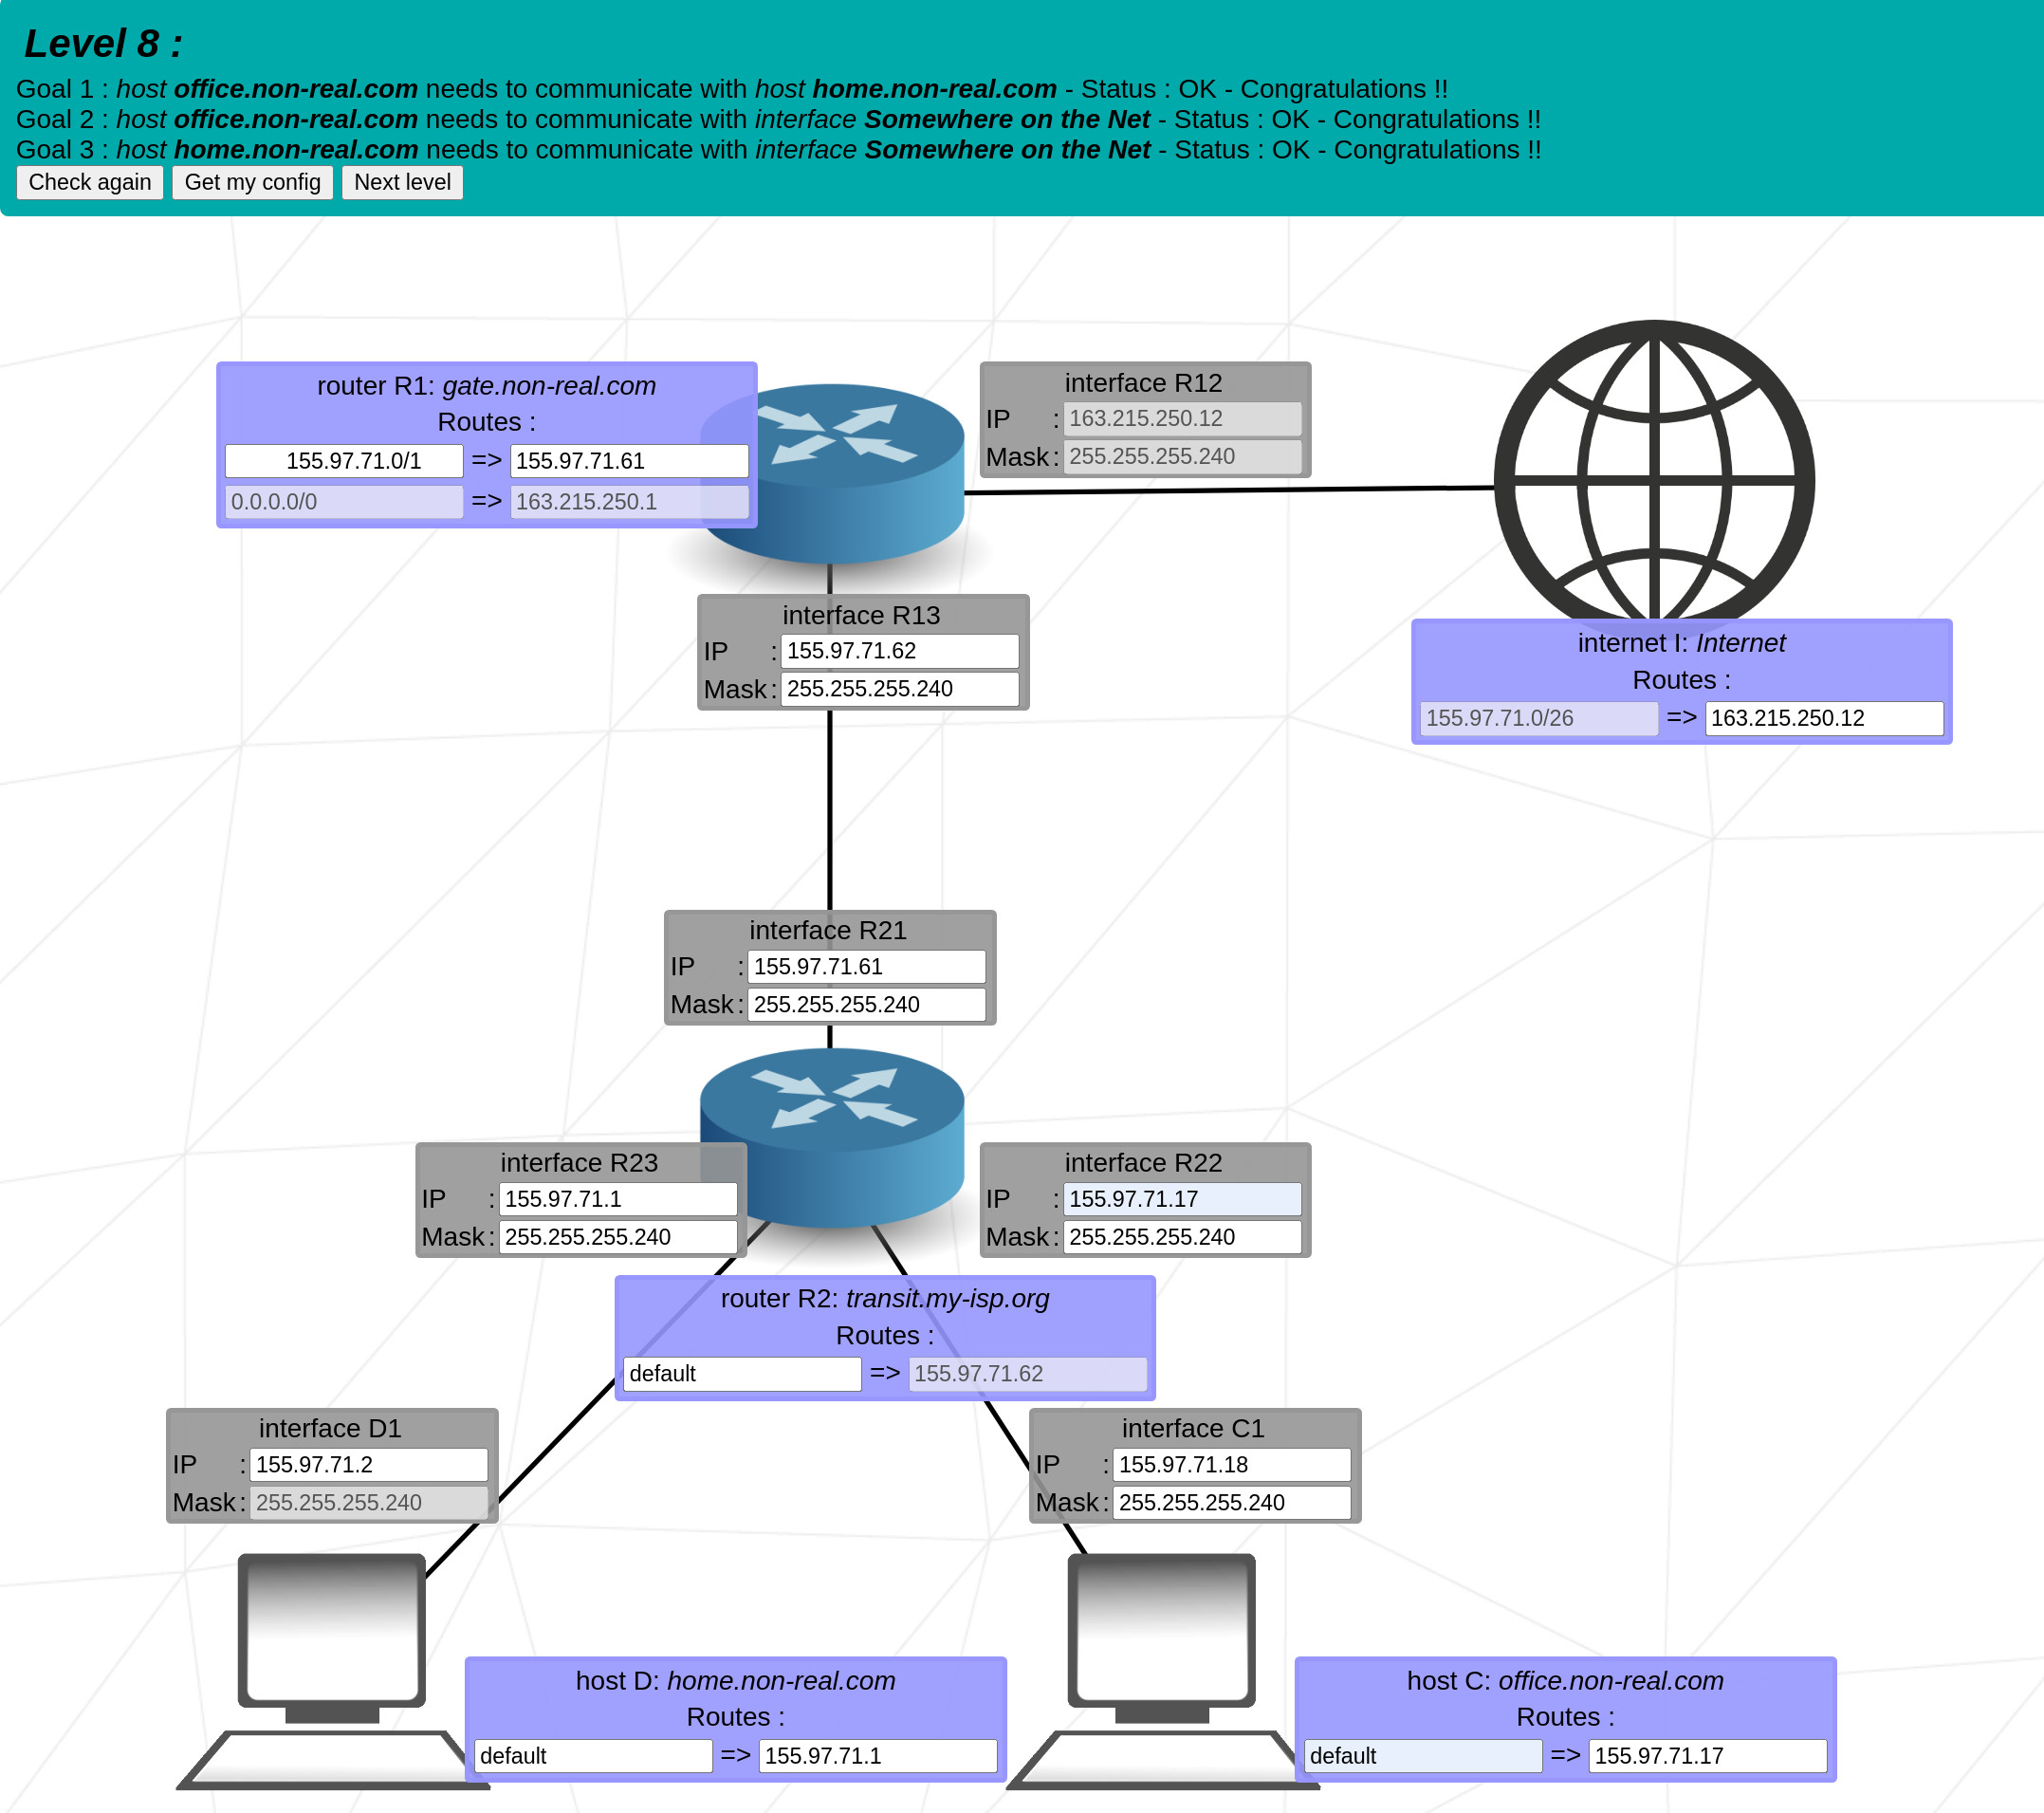 Level 8 :
Goal 1 : host office.non-real.com needs to communicate with host home.non-real.com - Status : OK - Congratulations !!
Goal 2 : host office.non-real.com needs to communicate with interface Somewhere on the Net - Status : OK - Congratulations !!
Goal 3 : host home.non-real.com needs to communicate with interface Somewhere on the Net - Status : OK - Congratulations !!
Check again Get my config Next level
router R1: gate.non-real.com
Routes :
155.97.71.0/1 => 155.97.71.61
0.0.0.0/0 => 163.215.250.1
interface R12
IP : 163.215.250.12
Mask : 255.255.255.240
interface R13
IP : 155.97.71.62
Mask : 255.255.255.240
internet I: Internet
Routes :
155.97.71.0/26 => 163.215.250.12
interface R21
IP : 155.97.71.61
Mask : 255.255.255.240
interface R23
IP : 155.97.71.1
Mask : 255.255.255.240
interface R22
IP : 155.97.71.17
Mask : 255.255.255.240
router R2: transit.my-isp.org
Routes :
default => 155.97.71.62
interface D1
IP : 155.97.71.2
Mask : 255.255.255.240
interface C1
IP : 155.97.71.18
Mask : 255.255.255.240
host D: home.non-real.com
Routes :
default => 155.97.71.1
host C: office.non-real.com
Routes :
default => 155.97.71.17